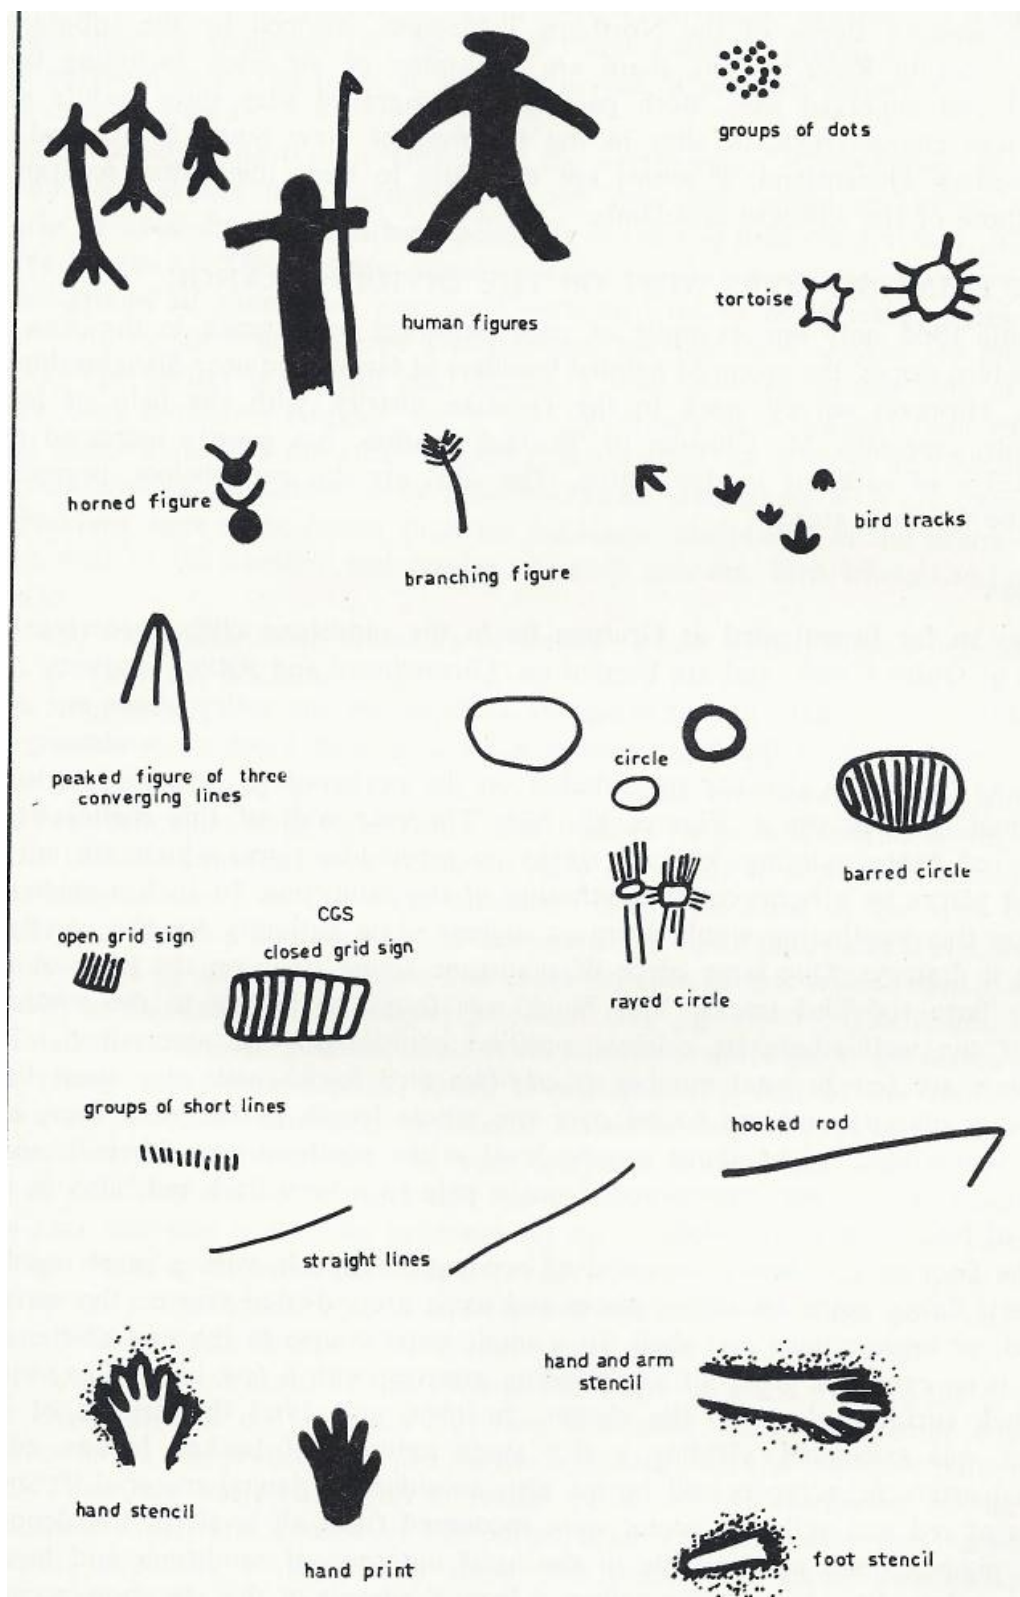 groups of dots
tortoise
human figures
horned figure
bird tracks
branching figure
circle
peaked figure of three
converging lines
barred circle
CGS
open grid sign
closed grid sign
rayed circle
groups of short lines
hooked rod
straight lines
hand and arm
stencil
hand stencil
foot stencil
hand print